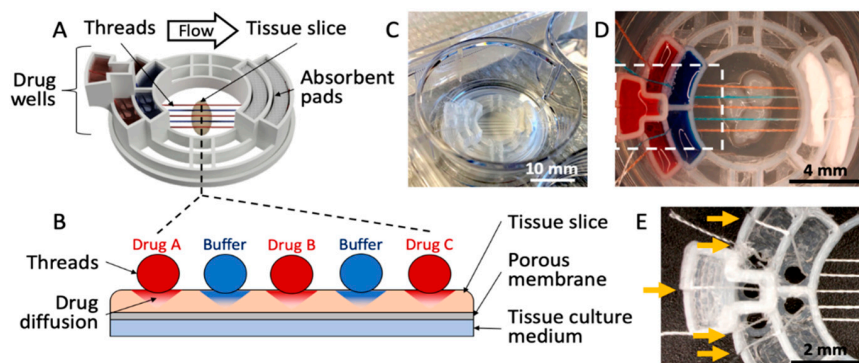 A
Threads
Flow
Tissue slice
Drug
wells
Absorbent
pads
C
10 mm
D
4 mm
B
Drug A
Buffer
Drug B
Buffer
Drug C
Threads
Drug
diffusion
Tissue slice
Porous
membrane
Tissue culture
medium
E
2 mm